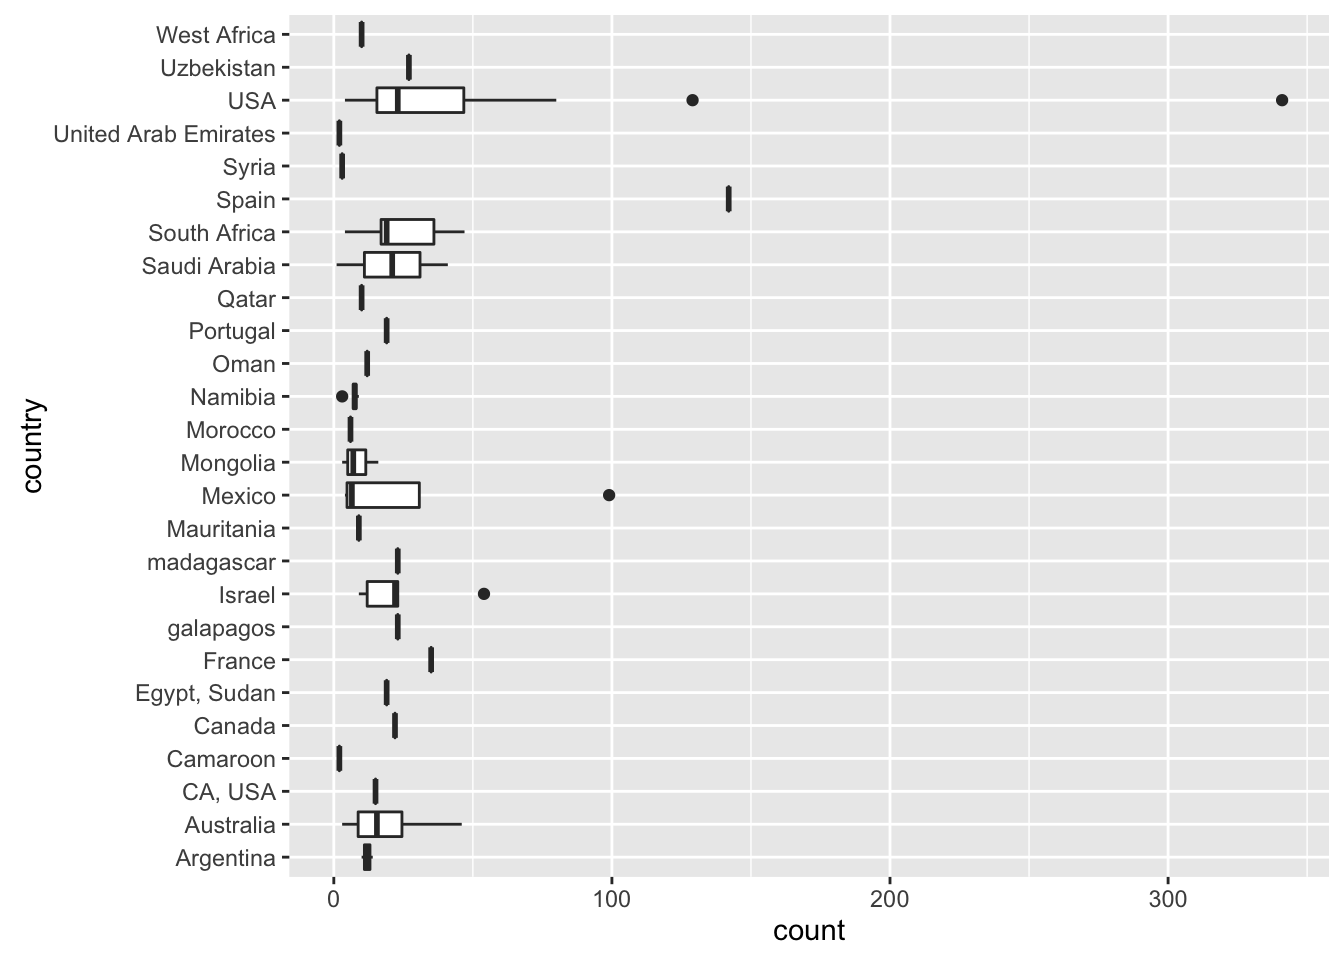 West Africa
Uzbekistan
USA
United Arab Emirates
Syria
Spain
South Africa
Saudi Arabia
Qatar
Portugal
Oman
Namibia
Morocco
Mongolia
Mexico
Mauritania
madagascar
Israel
galapagos
France
Egypt, Sudan
Canada
Camaroon
CA, USA
Australia
Argentina
country
0 100 200 300
count